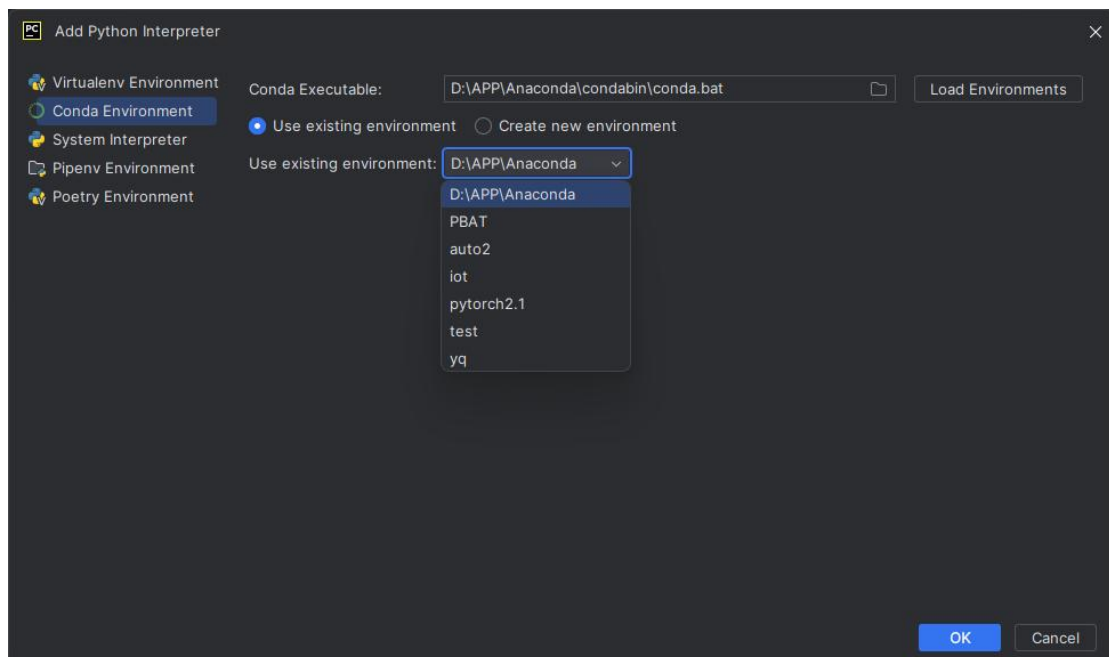 PC Add Python Interpreter
Virtualenv Environment
Conda Environment
System Interpreter
Pipenv Environment
Poetry Environment
Conda Executable: D:\APP\Anaconda\condabin\conda.bat Load Environments
Use existing environment Create new environment
Use existing environment: D:\APP\Anaconda
D:\APP\Anaconda
PBAT
auto2
iot
pytorch2.1
test
yq
OK Cancel